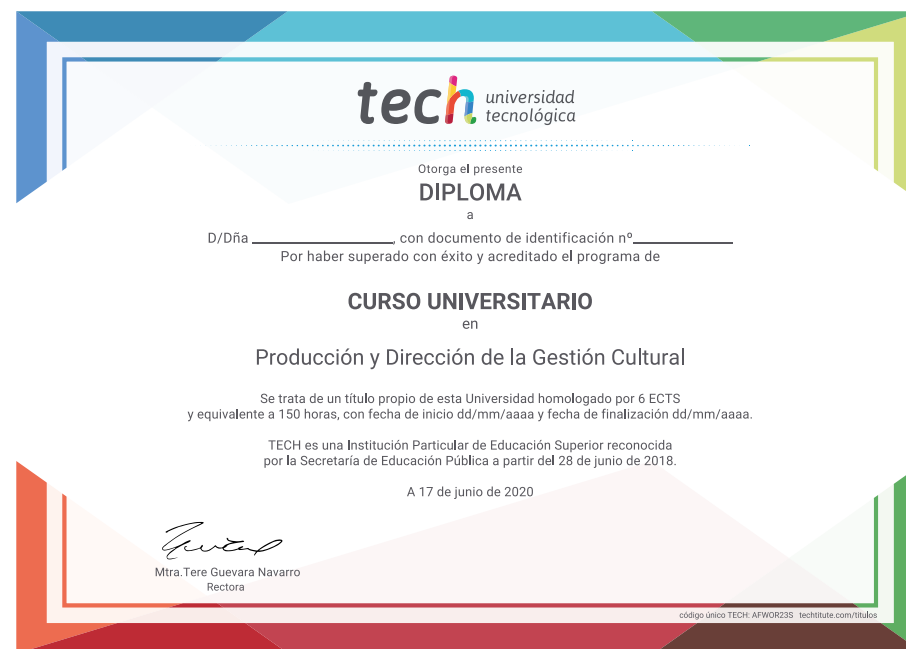 tech universidad
tecnológica
Otorga el presente
DIPLOMA
a
D/Dña ____________________, con documento de identificación nº______________
Por haber superado con éxito y acreditado el programa de
CURSO UNIVERSITARIO
en
Producción y Dirección de la Gestión Cultural
Se trata de un título propio de esta Universidad homologado por 6 ECTS
y equivalente a 150 horas, con fecha de inicio dd/mm/aaaa y fecha de finalización dd/mm/aaaa.
TECH es una Institución Particular de Educación Superior reconocida
por la Secretaría de Educación Pública a partir del 28 de junio de 2018.
A 17 de junio de 2020
Mtra.Tere Guevara Navarro
Rectora
código único TECH: AFWOR23S techtitute.com/titulos